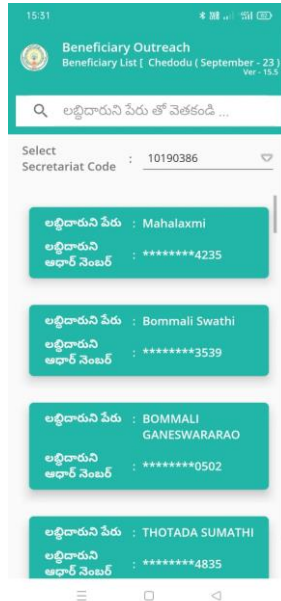 15:31
Beneficiary Outreach
Beneficiary List [ Chedodu ( September - 23 )
Ver - 15.5
లబ్ధిదారుని పేరు తో వెతకండి ...
Select
Secretariat Code : 10190386
లబ్ధిదారుని పేరు : Mahalaxmi
లబ్ధిదారుని
ఆధార్ నెంబర్ : ********4235
లబ్ధిదారుని పేరు : Bommali Swathi
లబ్ధిదారుని
ఆధార్ నెంబర్ : ********3539
లబ్ధిదారుని పేరు : BOMMALI
GANESWARARAO
లబ్ధిదారుని
ఆధార్ నెంబర్ : ********0502
లబ్ధిదారుని పేరు : THOTADA SUMATHI
లబ్ధిదారుని
ఆధార్ నెంబర్ : ********4835